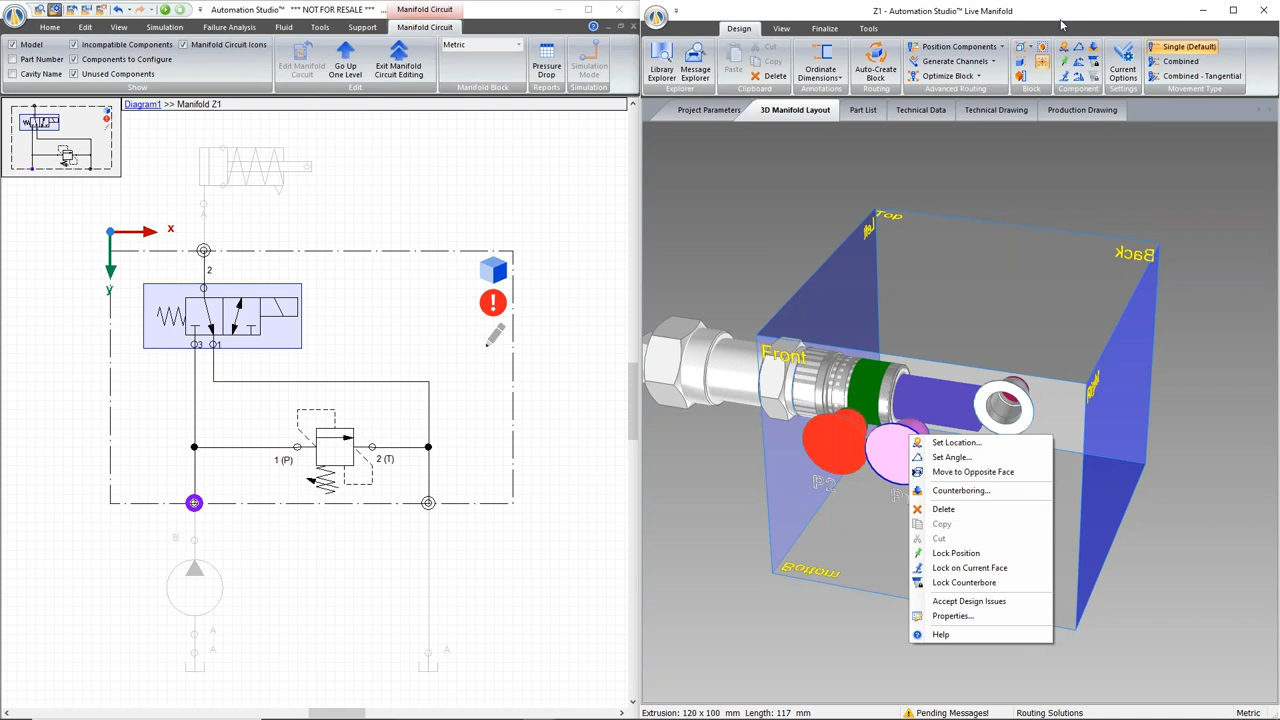 Automation Studio™ *** NOT FOR RESALE *** ...
Manifold Circuit
Home
Edit
Simulation
Failure Analysis
Fluid
Tools
Support
Manifold Circuit
Model
Part Number
Cavity Name
Incompatible Components
Components to Configure
Unused Components
Manifold Circuit Icons
Show
Edit Manifold Circuit
Go Up One Level
Exit Manifold Circuit Editing
Edit
Metric
Manifold Block
Pressure Drop
Reports
Simulation Mode
Simulation
Diagram1 >> Manifold Z1
A
x
y
2
3
1
1 (P)
2 (T)
B
A
A
A
Z1 - Automation Studio™ Live Manifold
Design
View
Finalize
Tools
Library Explorer
Message Explorer
Explorer
Paste
Cut
Copy
Delete
Clipboard
Ordinate Dimensions
Annotations
Auto-Create Block
Routing
Position Components
Generate Channels
Optimize Block
Advanced Routing
Block
Component
Current Options
Settings
Single (Default)
Combined
Combined - Tangential
Movement Type
Project Parameters
3D Manifold Layout
Part List
Technical Data
Technical Drawing
Production Drawing
Top
Left
Back
Front
Right
Bottom
P2
Set Location...
Set Angle...
Move to Opposite Face
Counterboring...
Delete
Copy
Cut
Lock Position
Lock on Current Face
Lock Counterbore
Accept Design Issues
Properties...
Help
Extrusion: 120 x 100 mm Length: 117 mm
Pending Messages!
Routing Solutions
Metric